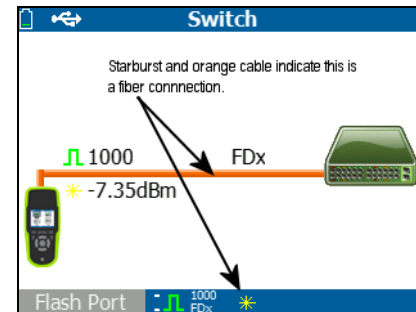 Switch
Starburst and orange cable indicate this is
a fiber connnection.
1000 FDx
-7.35dBm
Flash Port 1000
FDx